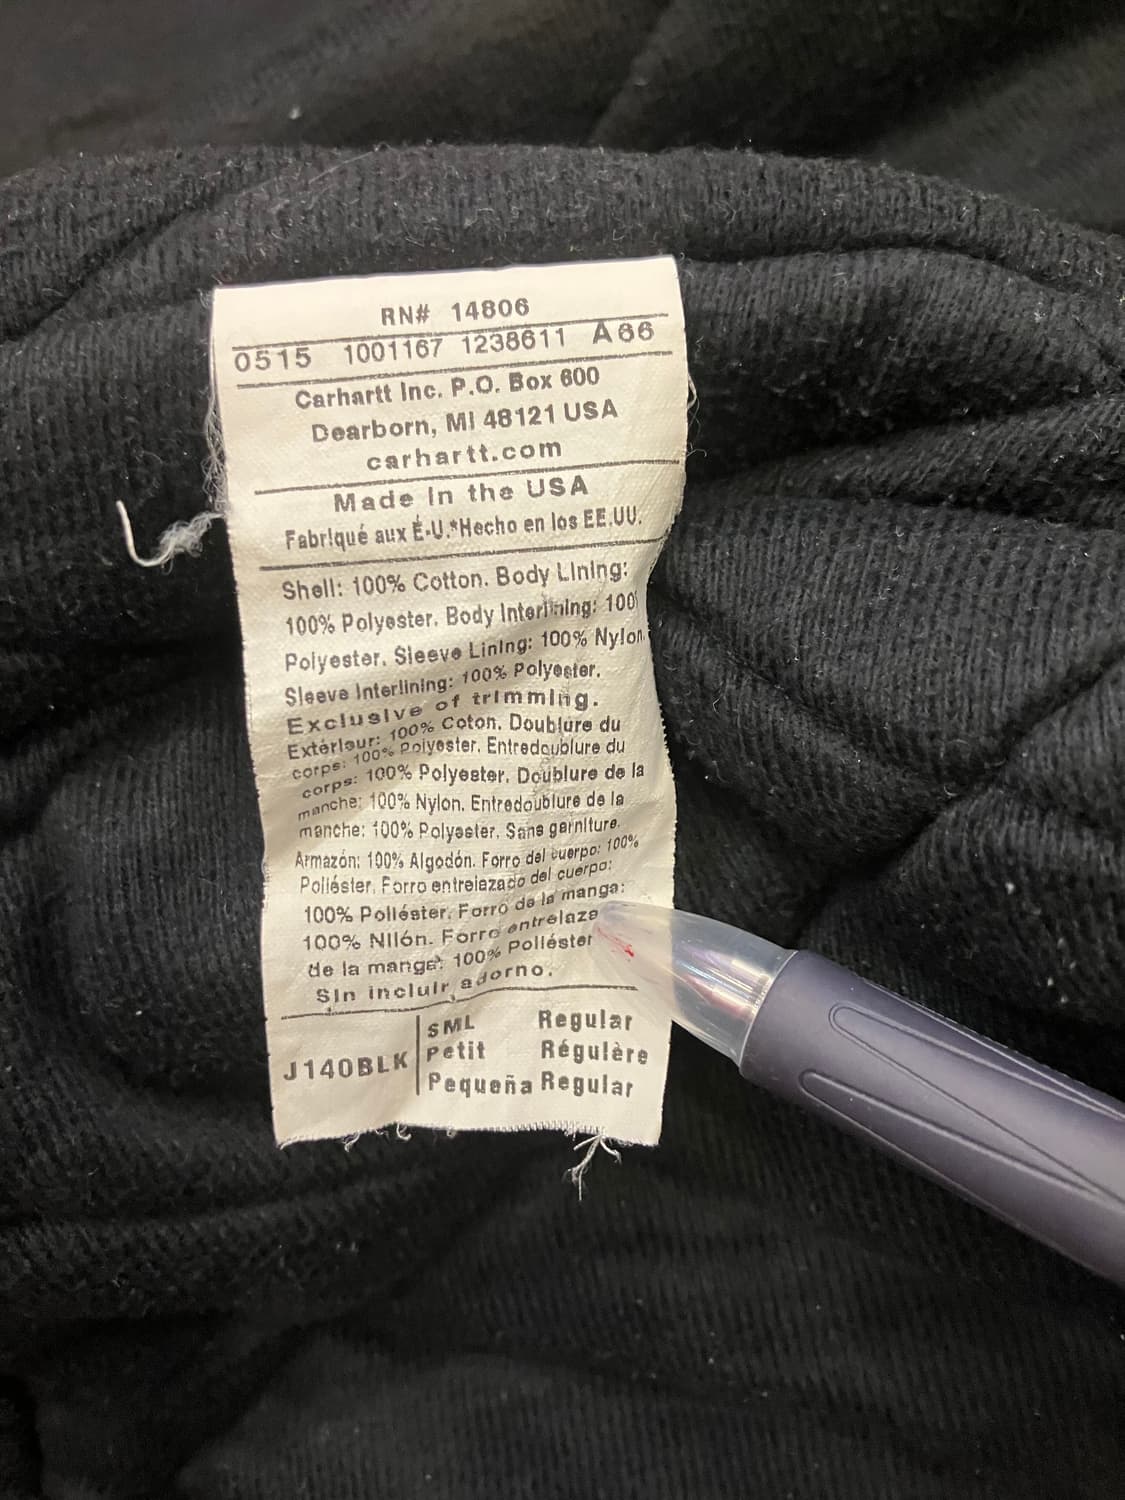 RN# 14806
0515 1001167 1238611 A66
Carhartt Inc. P.O. Box 600
Dearborn, MI 48121 USA
carhartt.com
Made In the USA
Fabriqué aux É-U.*Hecho en los EE.UU.
Shell: 100% Cotton. Body Lining:
100% Polyester. Body Interlining: 100
Polyester. Sleeve Lining: 100% Nylon
Sleeve Interlining: 100% Polyester.
Exclusive of trimming.
Extérieur: 100% Coton. Doublure du
corps: 100% Polyester. Entredoublure du
corps: 100% Polyester. Doublure de la
manche: 100% Nylon. Entredoublure de la
manche: 100% Polyester. Sans garniture.
Armazón: 100% Algodón. Forro del cuerpo: 100%
Poliéster. Forro entrelazado del cuerpo:
100% Poliéster. Forro de la manga:
100% Nilón. Forro entrelaza
de la manga: 100% Poliéster
Sin incluir adorno.
J140BLK
SML Regular
Petit Régulère
Pequeña Regular